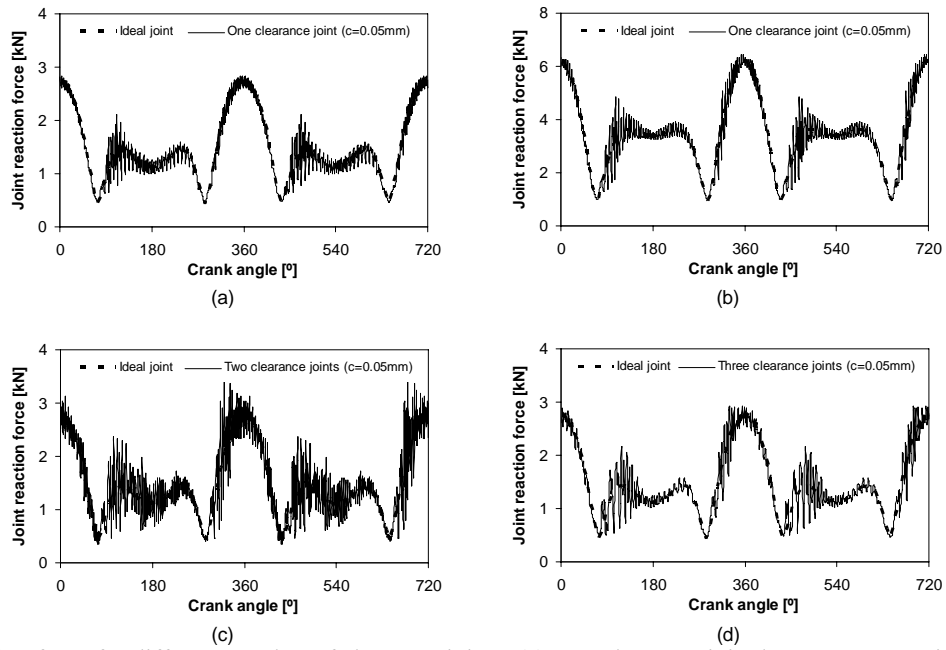 4
3
2
1
0
Joint reaction force [kN]
Ideal joint One clearance joint (c=0.05mm)
0 180 360 540 720
Crank angle [º]
(a)
8
6
4
2
0
Joint reaction force [kN]
Ideal joint One clearance joint (c=0.05mm)
0 180 360 540 720
Crank angle [º]
(b)
4
3
2
1
0
Joint reaction force [kN]
Ideal joint Two clearance joints (c=0.05mm)
0 180 360 540 720
Crank angle [º]
(c)
4
3
2
1
0
Joint reaction force [kN]
Ideal joint Three clearance joints (c=0.05mm)
0 180 360 540 720
Crank angle [º]
(d)